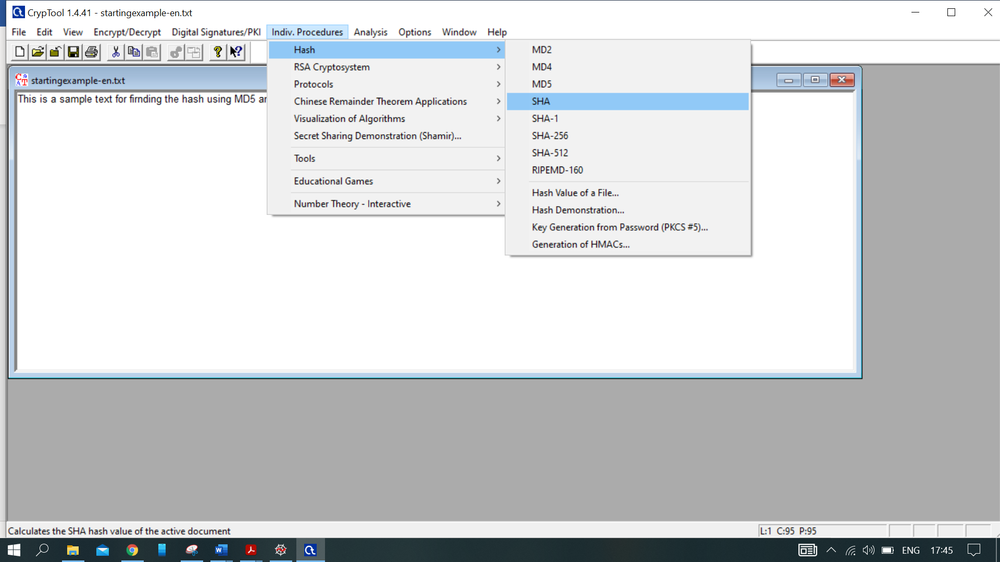 CrypTool 1.4.41 - startingexample-en.txt
File Edit View Encrypt/Decrypt Digital Signatures/PKI Indiv. Procedures Analysis Options Window Help
startingexample-en.txt
This is a sample text for firnding the hash using MD5 ar
Hash
RSA Cryptosystem
Protocols
Chinese Remainder Theorem Applications
Visualization of Algorithms
Secret Sharing Demonstration (Shamir)...
Tools
Educational Games
Number Theory - Interactive
MD2
MD4
MD5
SHA
SHA-1
SHA-256
SHA-512
RIPEMD-160
Hash Value of a File...
Hash Demonstration...
Key Generation from Password (PKCS #5)...
Generation of HMACs...
Calculates the SHA hash value of the active document
L:1 C:95 P:95
ENG 17:45